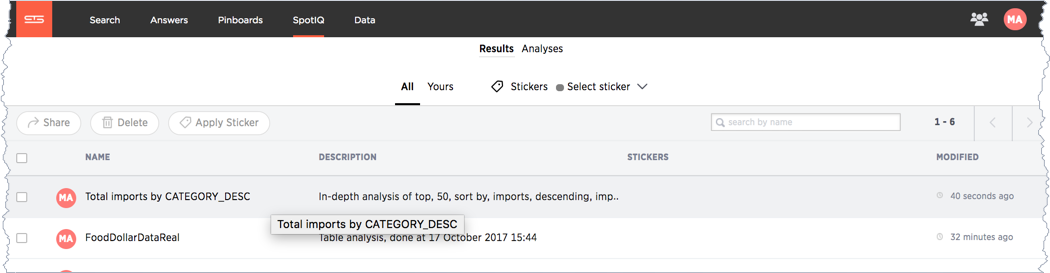 Search Answers Pinboards SpotIQ Data MA
Results Analyses
All Yours Stickers Select sticker
Share Delete Apply Sticker search by name 1 - 6
NAME DESCRIPTION STICKERS MODIFIED
MA Total imports by CATEGORY_DESC In-depth analysis of top, 50, sort by, imports, descending, imp.. 40 seconds ago
Total imports by CATEGORY_DESC
MA FoodDollarDataReal Table analysis, done at 17 October 2017 15:44 32 minutes ago